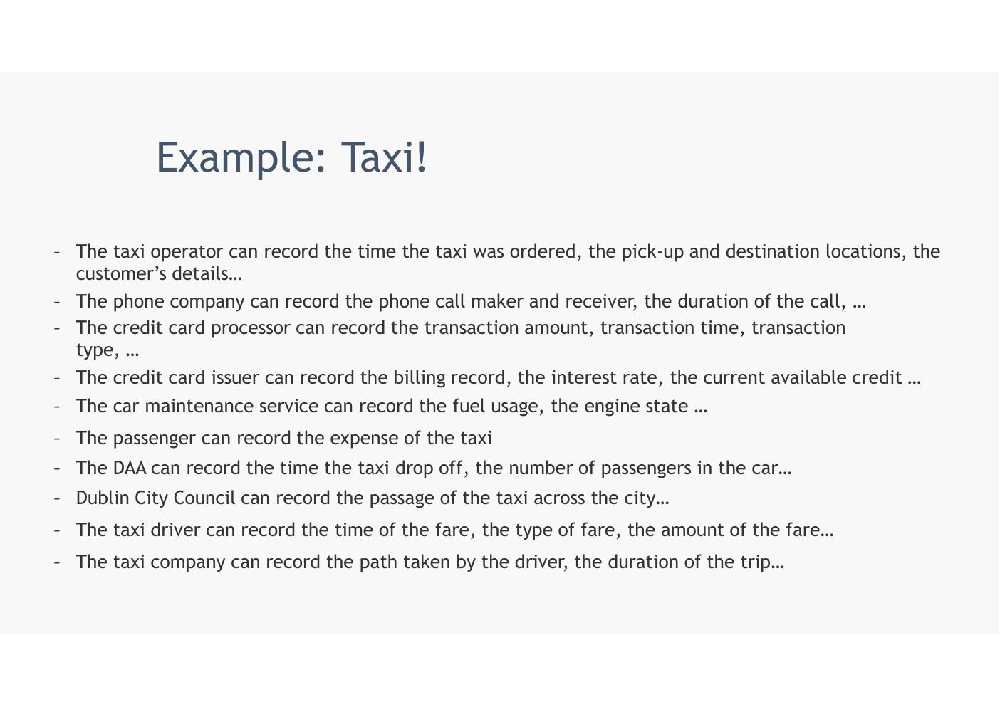 Example: Taxi!
– The taxi operator can record the time the taxi was ordered, the pick-up and destination locations, the
customer’s details…
– The phone company can record the phone call maker and receiver, the duration of the call, …
– The credit card processor can record the transaction amount, transaction time, transaction
type, …
– The credit card issuer can record the billing record, the interest rate, the current available credit …
– The car maintenance service can record the fuel usage, the engine state …
– The passenger can record the expense of the taxi
– The DAA can record the time the taxi drop off, the number of passengers in the car…
– Dublin City Council can record the passage of the taxi across the city…
– The taxi driver can record the time of the fare, the type of fare, the amount of the fare…
– The taxi company can record the path taken by the driver, the duration of the trip…